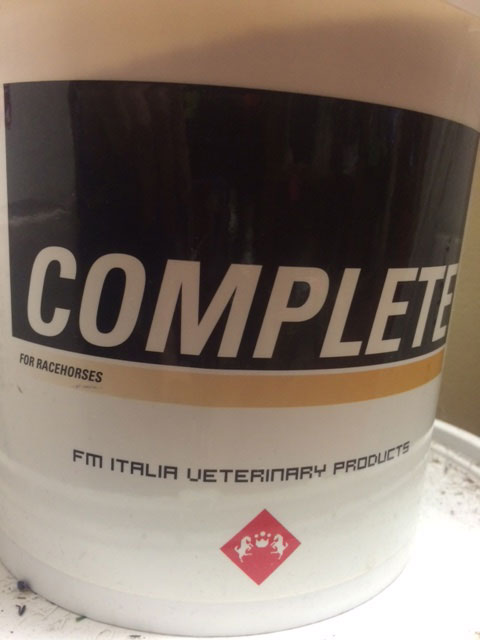 COMPLETE
FOR RACEHORSES
FM ITALIA VETERINARY PRODUCTS